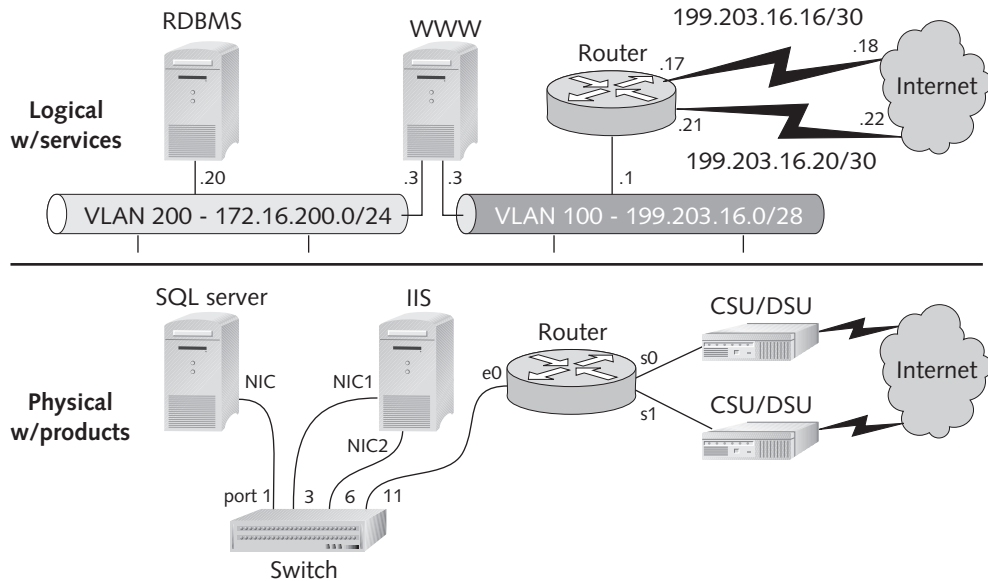 RDBMS
WWW
199.203.16.16/30
Router
.17
.18
Internet
Logical
w/services
.21
.22
199.203.16.20/30
.20
.3
.3
.1
VLAN 200 - 172.16.200.0/24
VLAN 100 - 199.203.16.0/28
SQL server
IIS
CSU/DSU
Router
s0
Internet
NIC
NIC1
e0
s1
CSU/DSU
Physical
w/products
NIC2
port 1
3
6
11
Switch